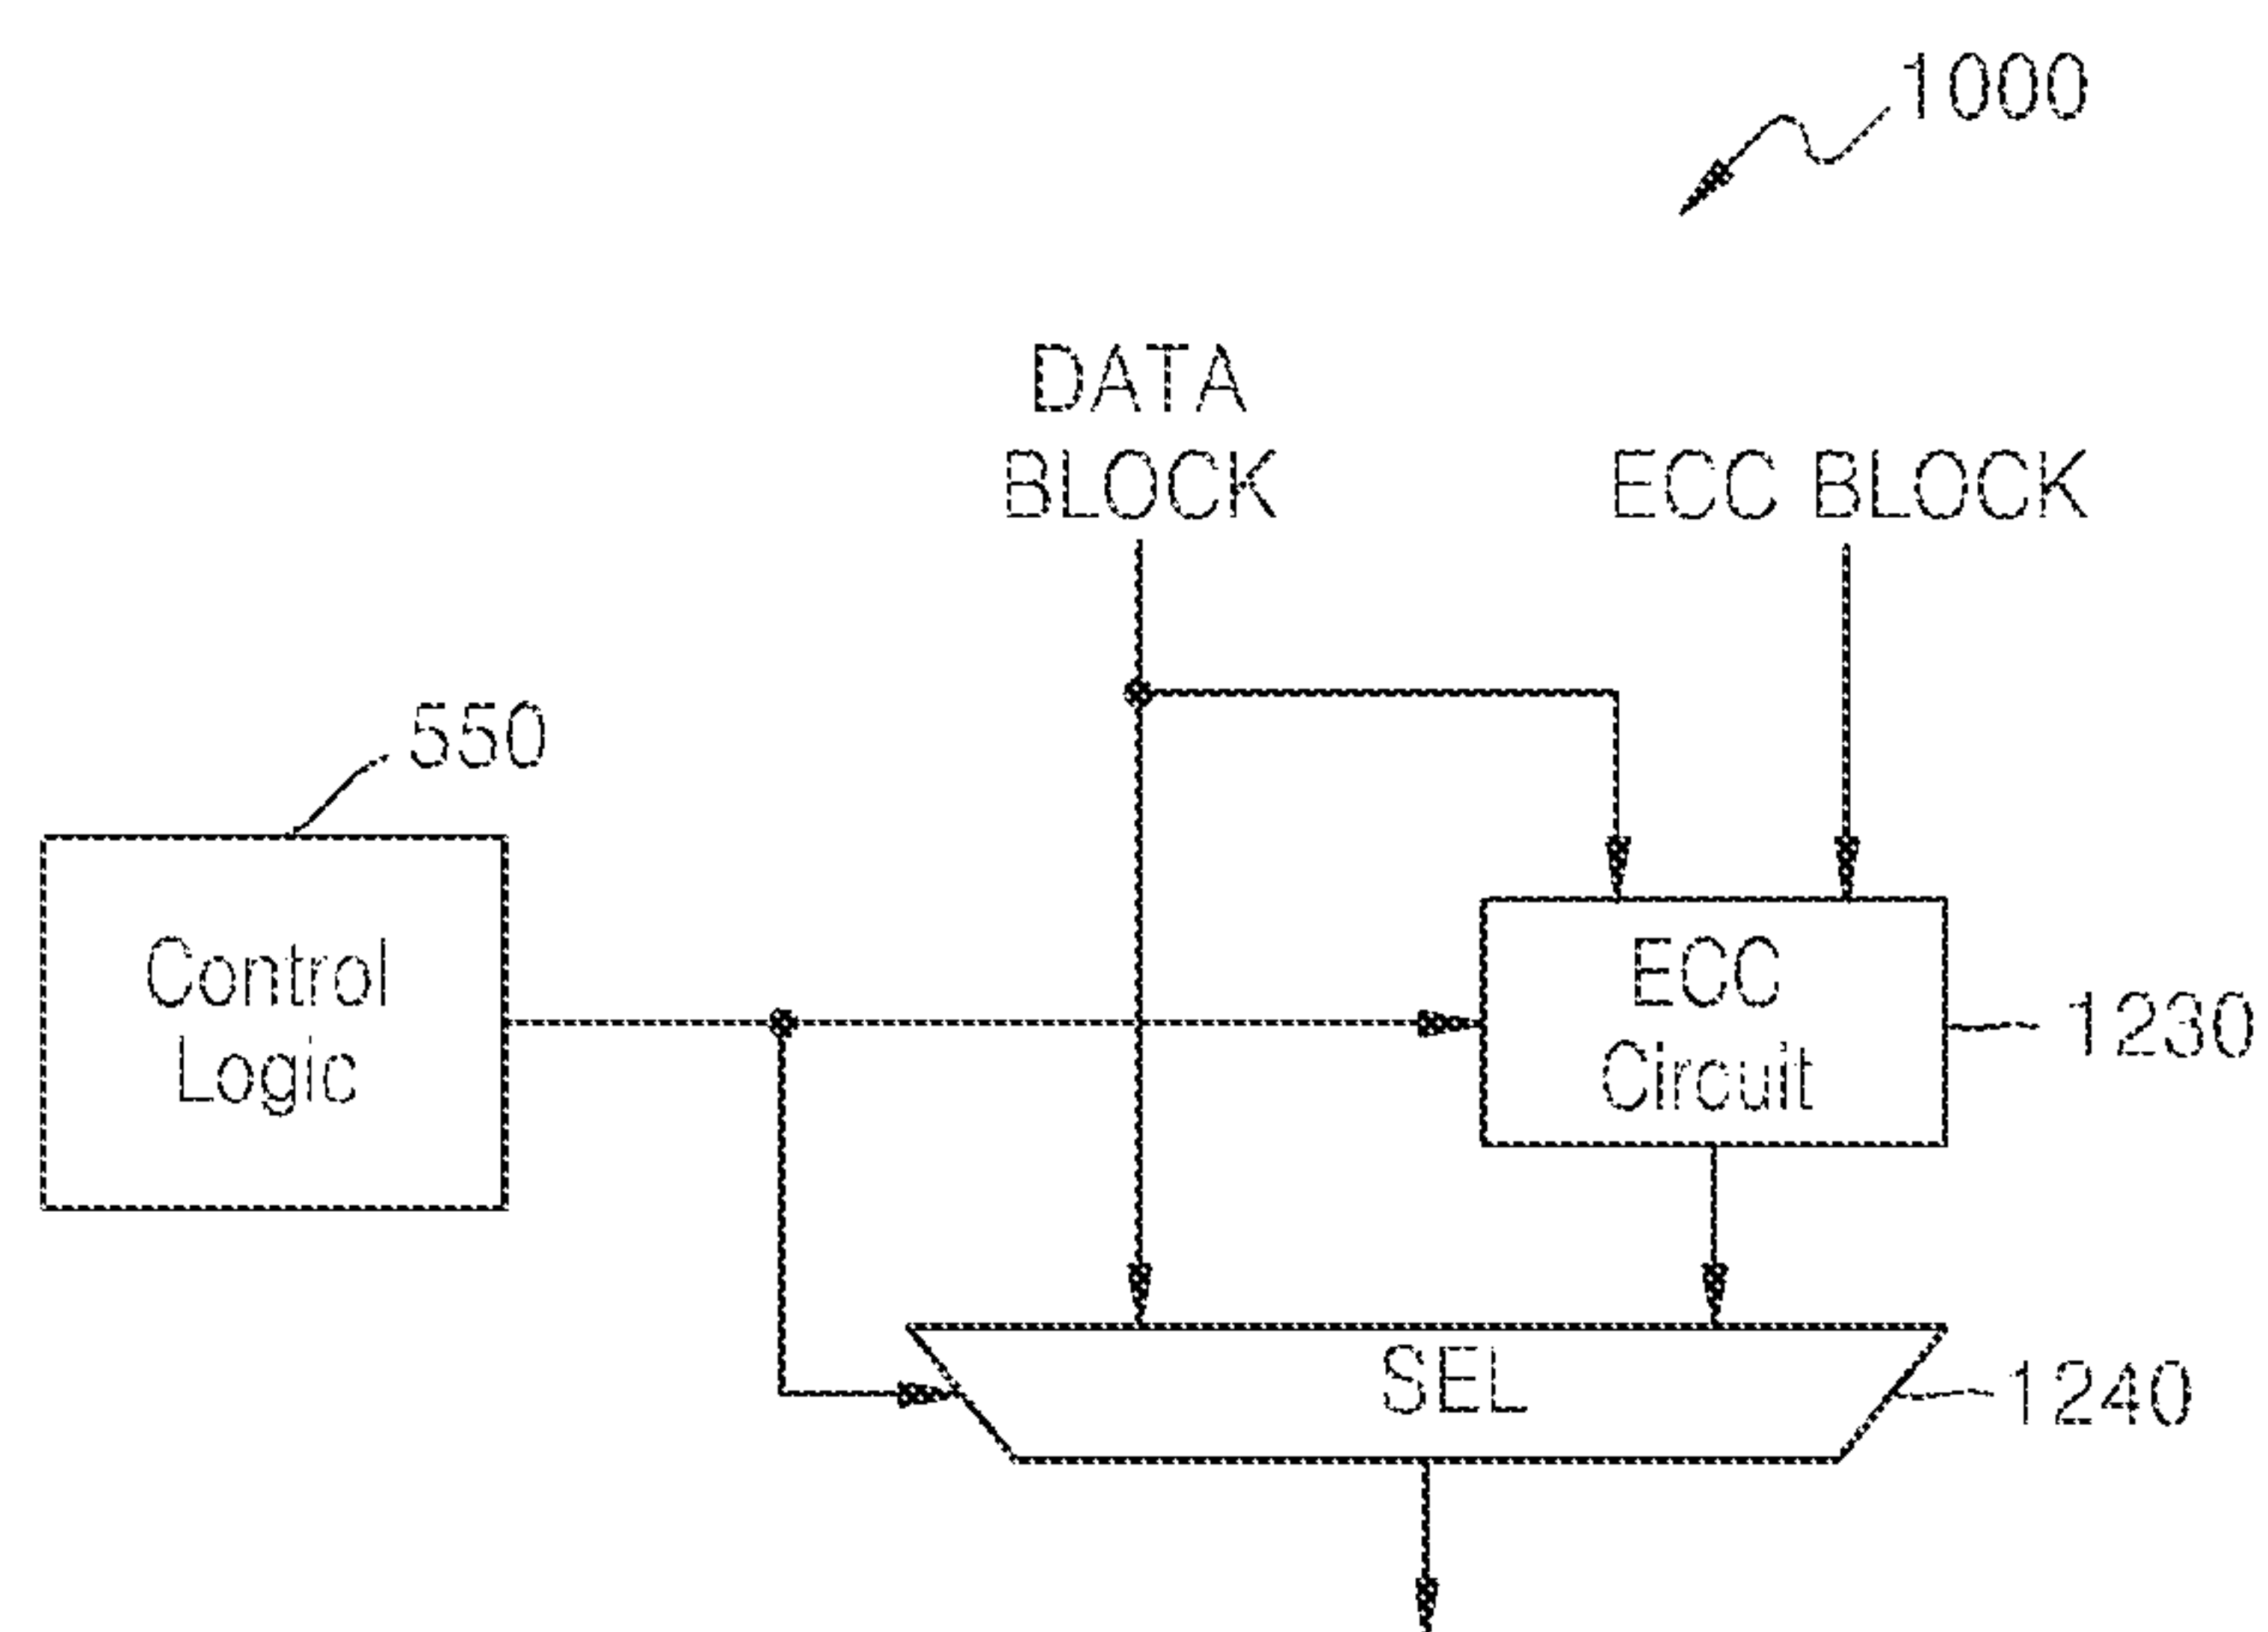 1000
DATA
BLOCK
ECC BLOCK
550
Control
Logic
ECC
Circuit
1230
SEL
1240